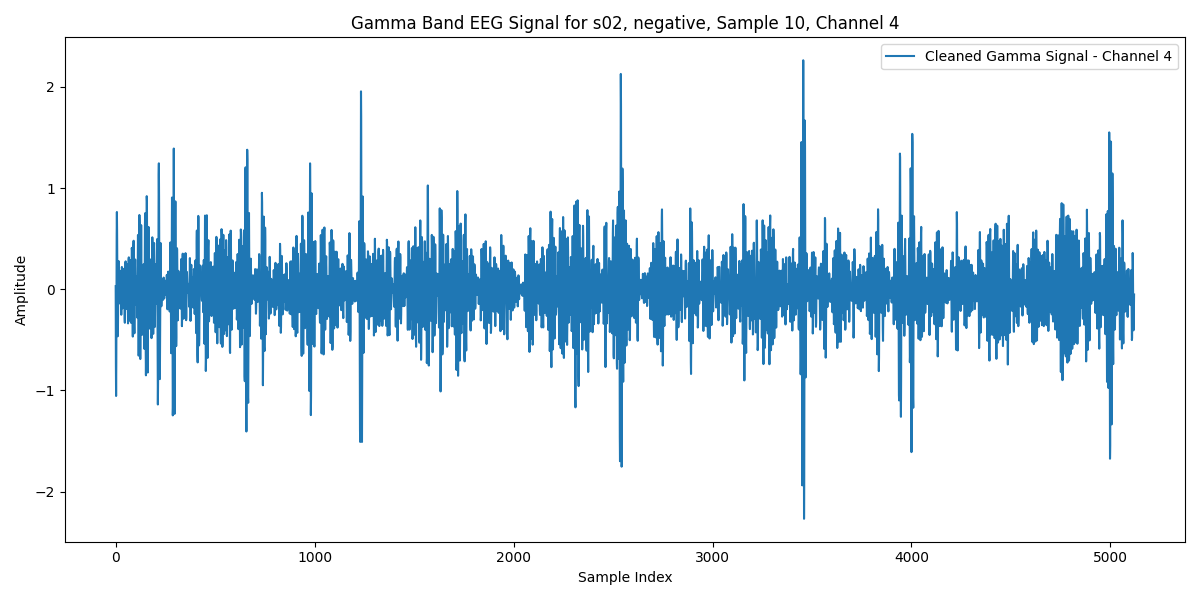 Gamma Band EEG Signal for s02, negative, Sample 10, Channel 4
Cleaned Gamma Signal - Channel 4
2
1
0
−1
−2
Amplitude
0 1000 2000 3000 4000 5000
Sample Index